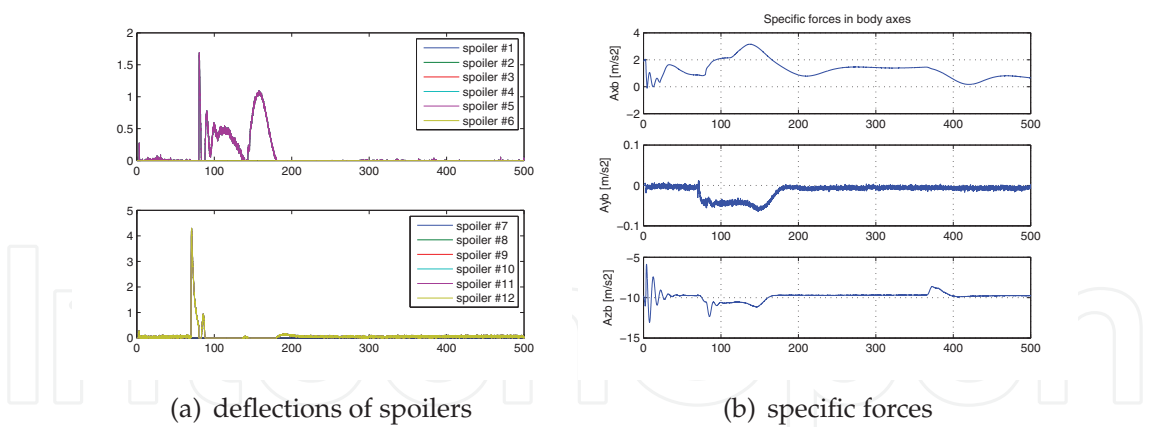 2
1.5
1
0.5
0
0 100 200 300 400 500
spoiler #1
spoiler #2
spoiler #3
spoiler #4
spoiler #5
spoiler #6
5
4
3
2
1
0
0 100 200 300 400 500
spoiler #7
spoiler #8
spoiler #9
spoiler #10
spoiler #11
spoiler #12
(a) deflections of spoilers
Specific forces in body axes
Axb [m/s2]
4
2
0
−2
0 100 200 300 400 500
Ayb [m/s2]
0.1
0
−0.1
0 100 200 300 400 500
Azb [m/s2]
−5
−10
−15
0 100 200 300 400 500
(b) specific forces